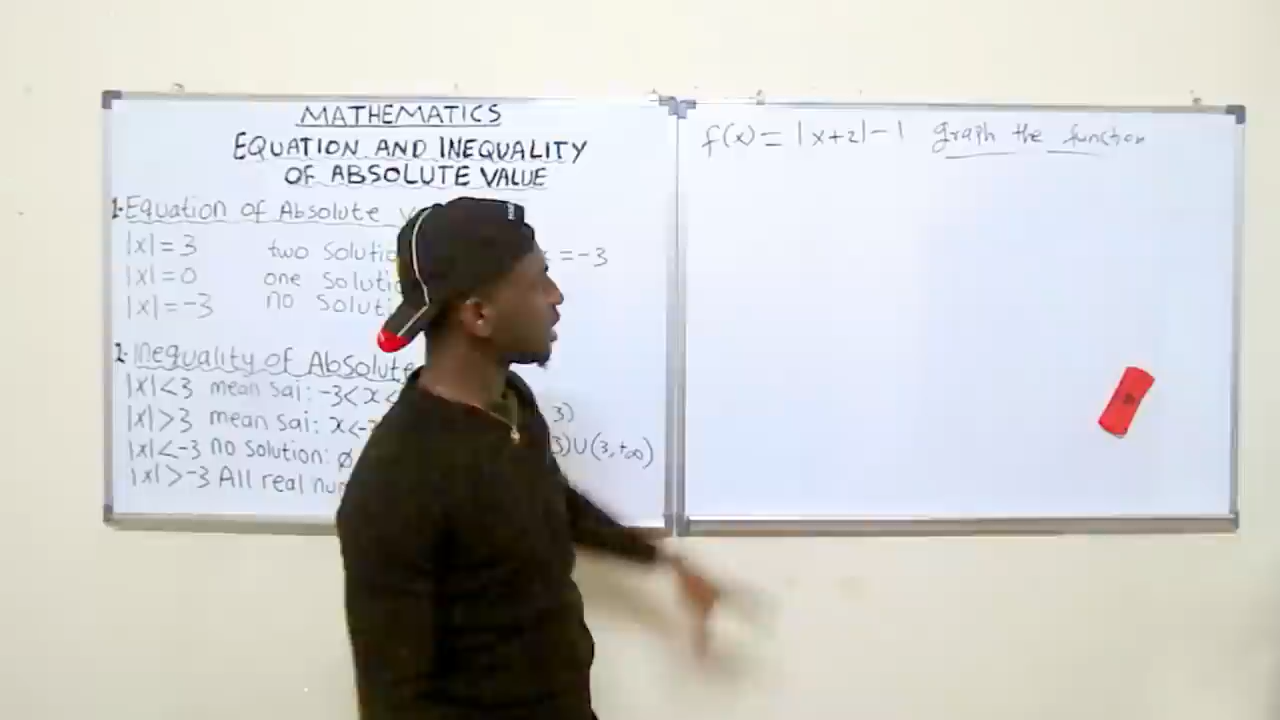 MATHEMATICS
EQUATION AND INEQUALITY
OF ABSOLUTE VALUE
1. Equation of Absolute
|x|=3 two soluti =-3
|x|=0 one soluti
|x|=-3 no solut
2. Inequality of Absolute
|x|<3 mean sai: -3<x< 3)
|x|>3 mean sai: x<- 3)∪(3,+∞)
|x|<-3 no solution: ø
|x|>-3 All real num
f(x)=|x+2|-1 graph the function